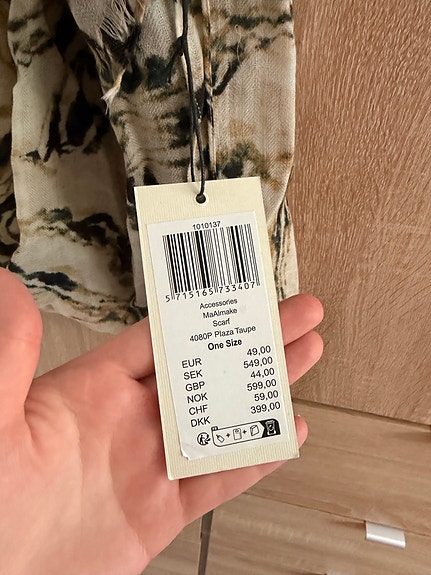 1010137
5 715165 733407
Accessories
MaAlmake
Scarf
4080P Plaza Taupe
One Size
EUR 49,00
SEK 549,00
GBP 44,00
NOK 599,00
CHF 59,00
DKK 399,00